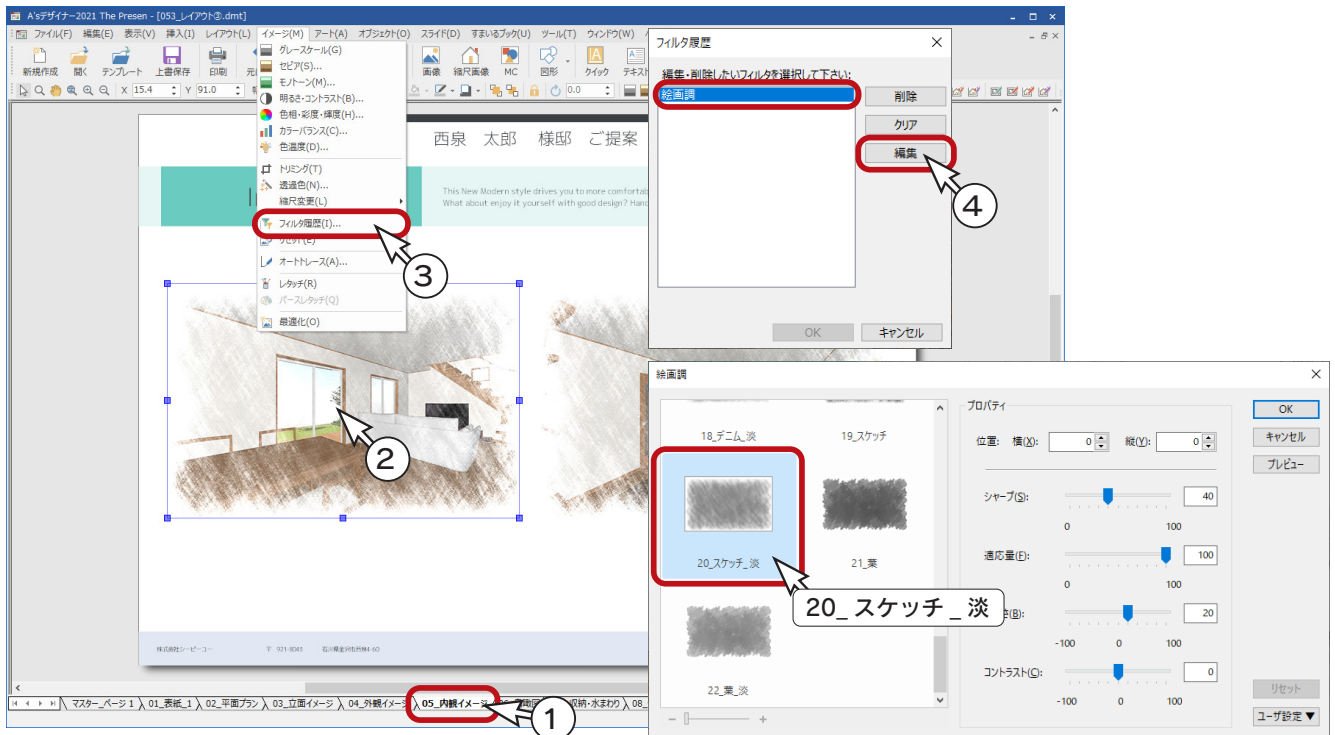 A'sデザイナー2021 The Presen - [053_レイアウト③.dmt]
ファイル(F) 編集(E) 表示(V) 挿入(I) レイアウト(L) イメージ(M) アート(A) オブジェクト(O) スライド(D) すまいるブック(U) ツール(T) ウィンドウ(W)
新規作成 開く テンプレート 上書保存 印刷 元 画像 縮尺画像 MC 図形 クイック テキスト
X 15.4 Y 91.0 0.0
グレースケール(G)
セピア(S)...
モノトーン(M)...
明るさ・コントラスト(B)...
色相・彩度・輝度(H)...
カラーバランス(C)...
色温度(D)...
トリミング(T)
透過色(N)...
縮尺変更(L)
フィルタ履歴(I)...
リセット(E)
オートトレース(A)...
レタッチ(R)
パースレタッチ(Q)
最適化(O)
西泉 太郎 様邸 ご提案
This New Modern style drives you to more comfortab
What about enjoy it yourself with good design? Hand
③
②
株式会社シーピーユー 〒 921-8043 石川県金沢市西泉4-60
マスター_ページ 1 01_表紙_1 02_平面プラン 03_立面イメージ 04_外観イメージ 05_内観イメージ 収納・水まわり 08_
①
フィルタ履歴
編集・削除したいフィルタを選択して下さい:
絵画調
削除
クリア
編集
④
OK キャンセル
絵画調
18_デニム_淡 19_スケッチ
20_スケッチ_淡 21_葉
20_ スケッチ _ 淡
22_葉_淡
プロパティ
位置: 横(X): 0 縦(Y): 0
シャープ(S): 40
0 100
適応量(F): 100
0 100
(B): 20
-100 0 100
コントラスト(C): 0
-100 0 100
OK
キャンセル
プレビュー
リセット
ユーザ設定 ▼